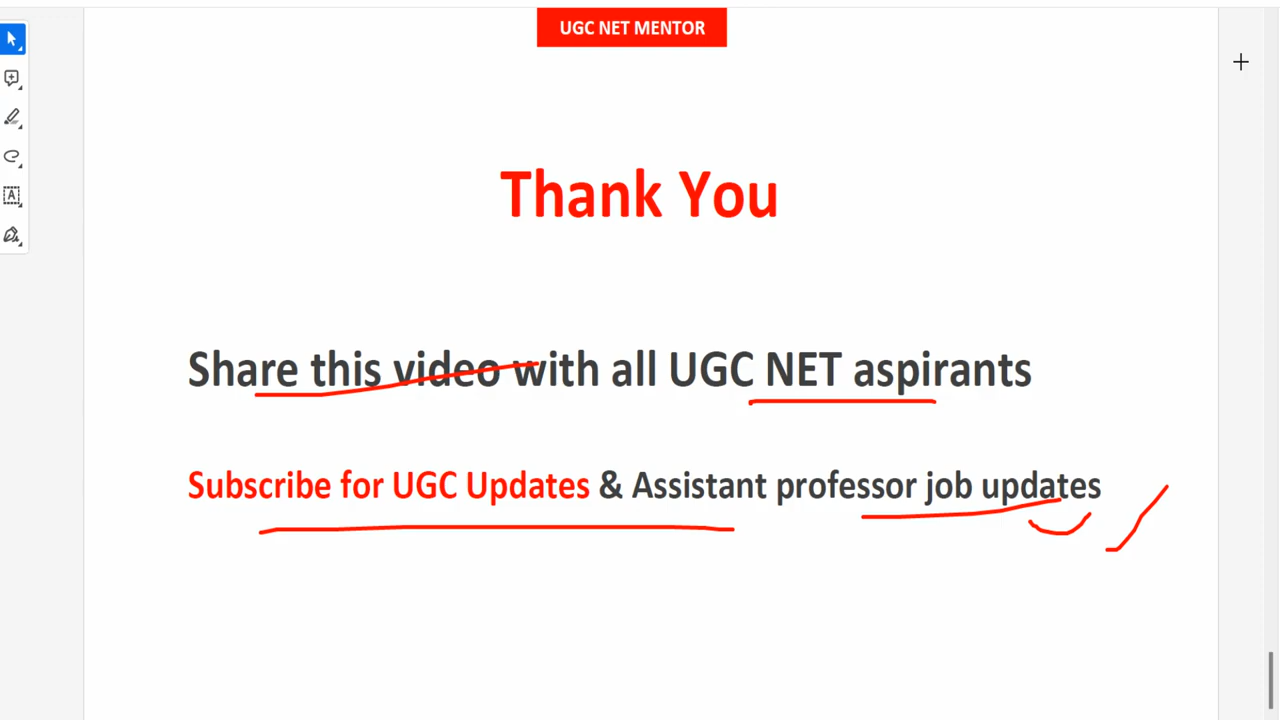 UGC NET MENTOR
Thank You
Share this video with all UGC NET aspirants
Subscribe for UGC Updates & Assistant professor job updates